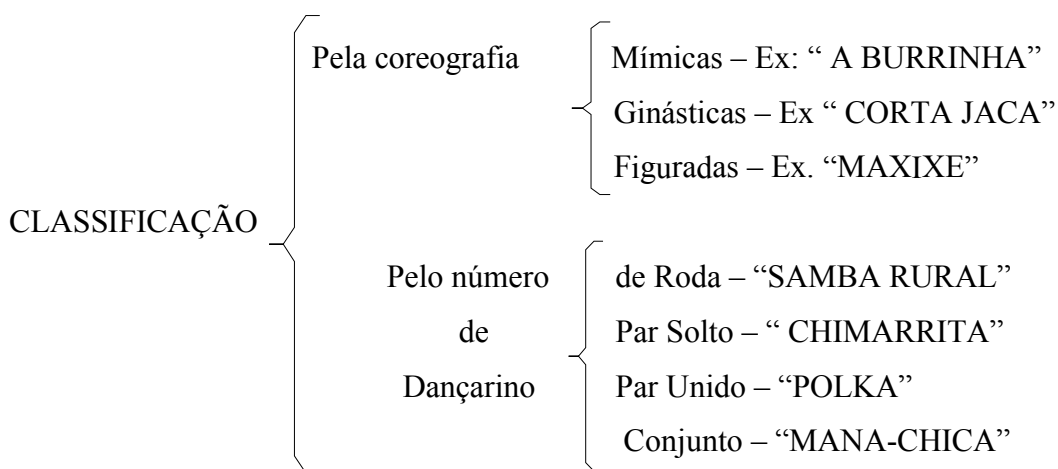 Pela coreografia
Mímicas – Ex: “ A BURRINHA”
Ginásticas – Ex “ CORTA JACA”
Figuradas – Ex. “MAXIXE”
CLASSIFICAÇÃO
Pelo número
de
Dançarino
de Roda – “SAMBA RURAL”
Par Solto – “ CHIMARRITA”
Par Unido – “POLKA”
Conjunto – “MANA-CHICA”